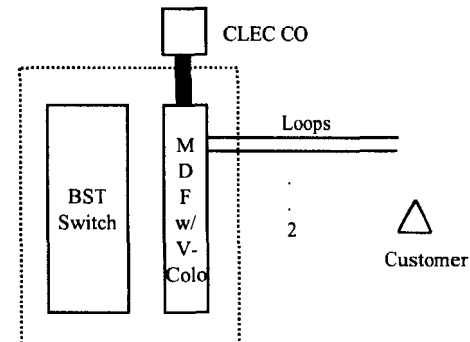 CLEC CO
Loops
M
D
F
w/
V-
Colo
BST
Switch
.
.
2
Customer